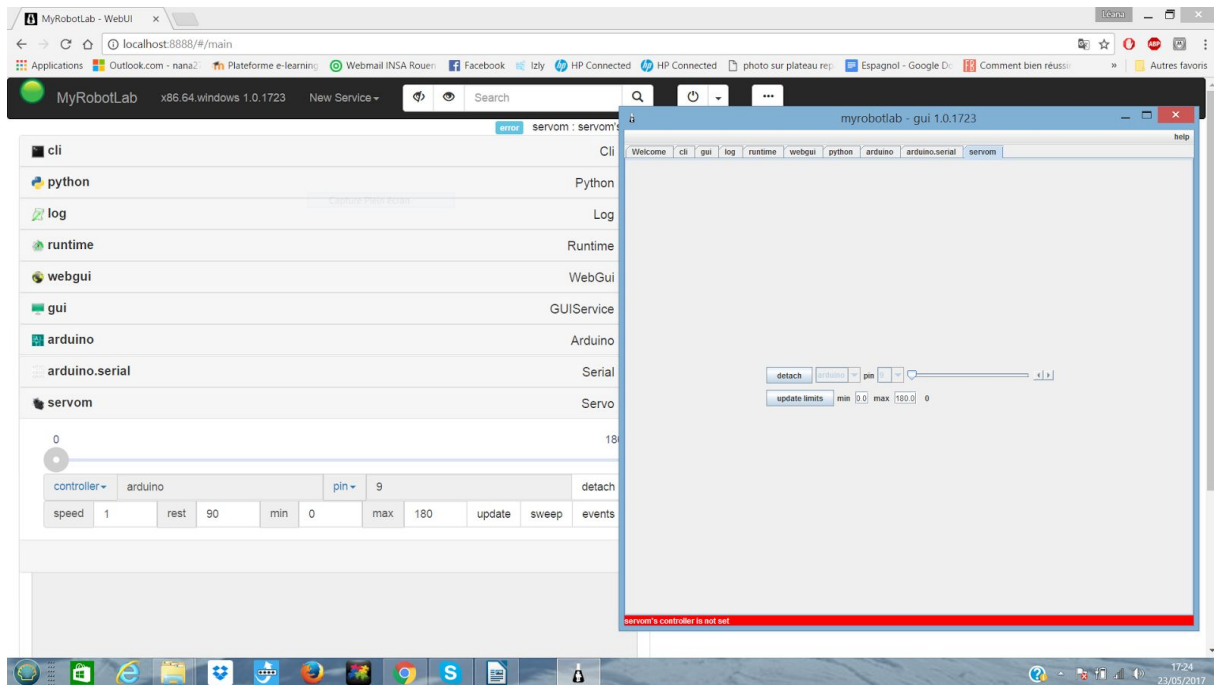 MyRobotLab - WebUI
Léana
localhost:8888/#/main
Applications Outlook.com - nana2 Plateforme e-learning Webmail INSA Rouen Facebook Izly HP Connected HP Connected photo sur plateau rep Espagnol - Google Do Comment bien réussir » Autres favoris
MyRobotLab x86.64.windows 1.0.1723 New Service Search
error servom : servom's
cli Cli
python Python
log Log
runtime Runtime
webgui WebGui
gui GUIService
arduino Arduino
arduino.serial Serial
servom Servo
0 180
controller arduino pin 9 detach
speed 1 rest 90 min 0 max 180 update sweep events
myrobotlab - gui 1.0.1723
help
Welcome cli gui log runtime webgui python arduino arduino.serial servom
detach arduino pin 9
update limits min 0.0 max 180.0 0
servom's controller is not set
17:24
23/05/2017